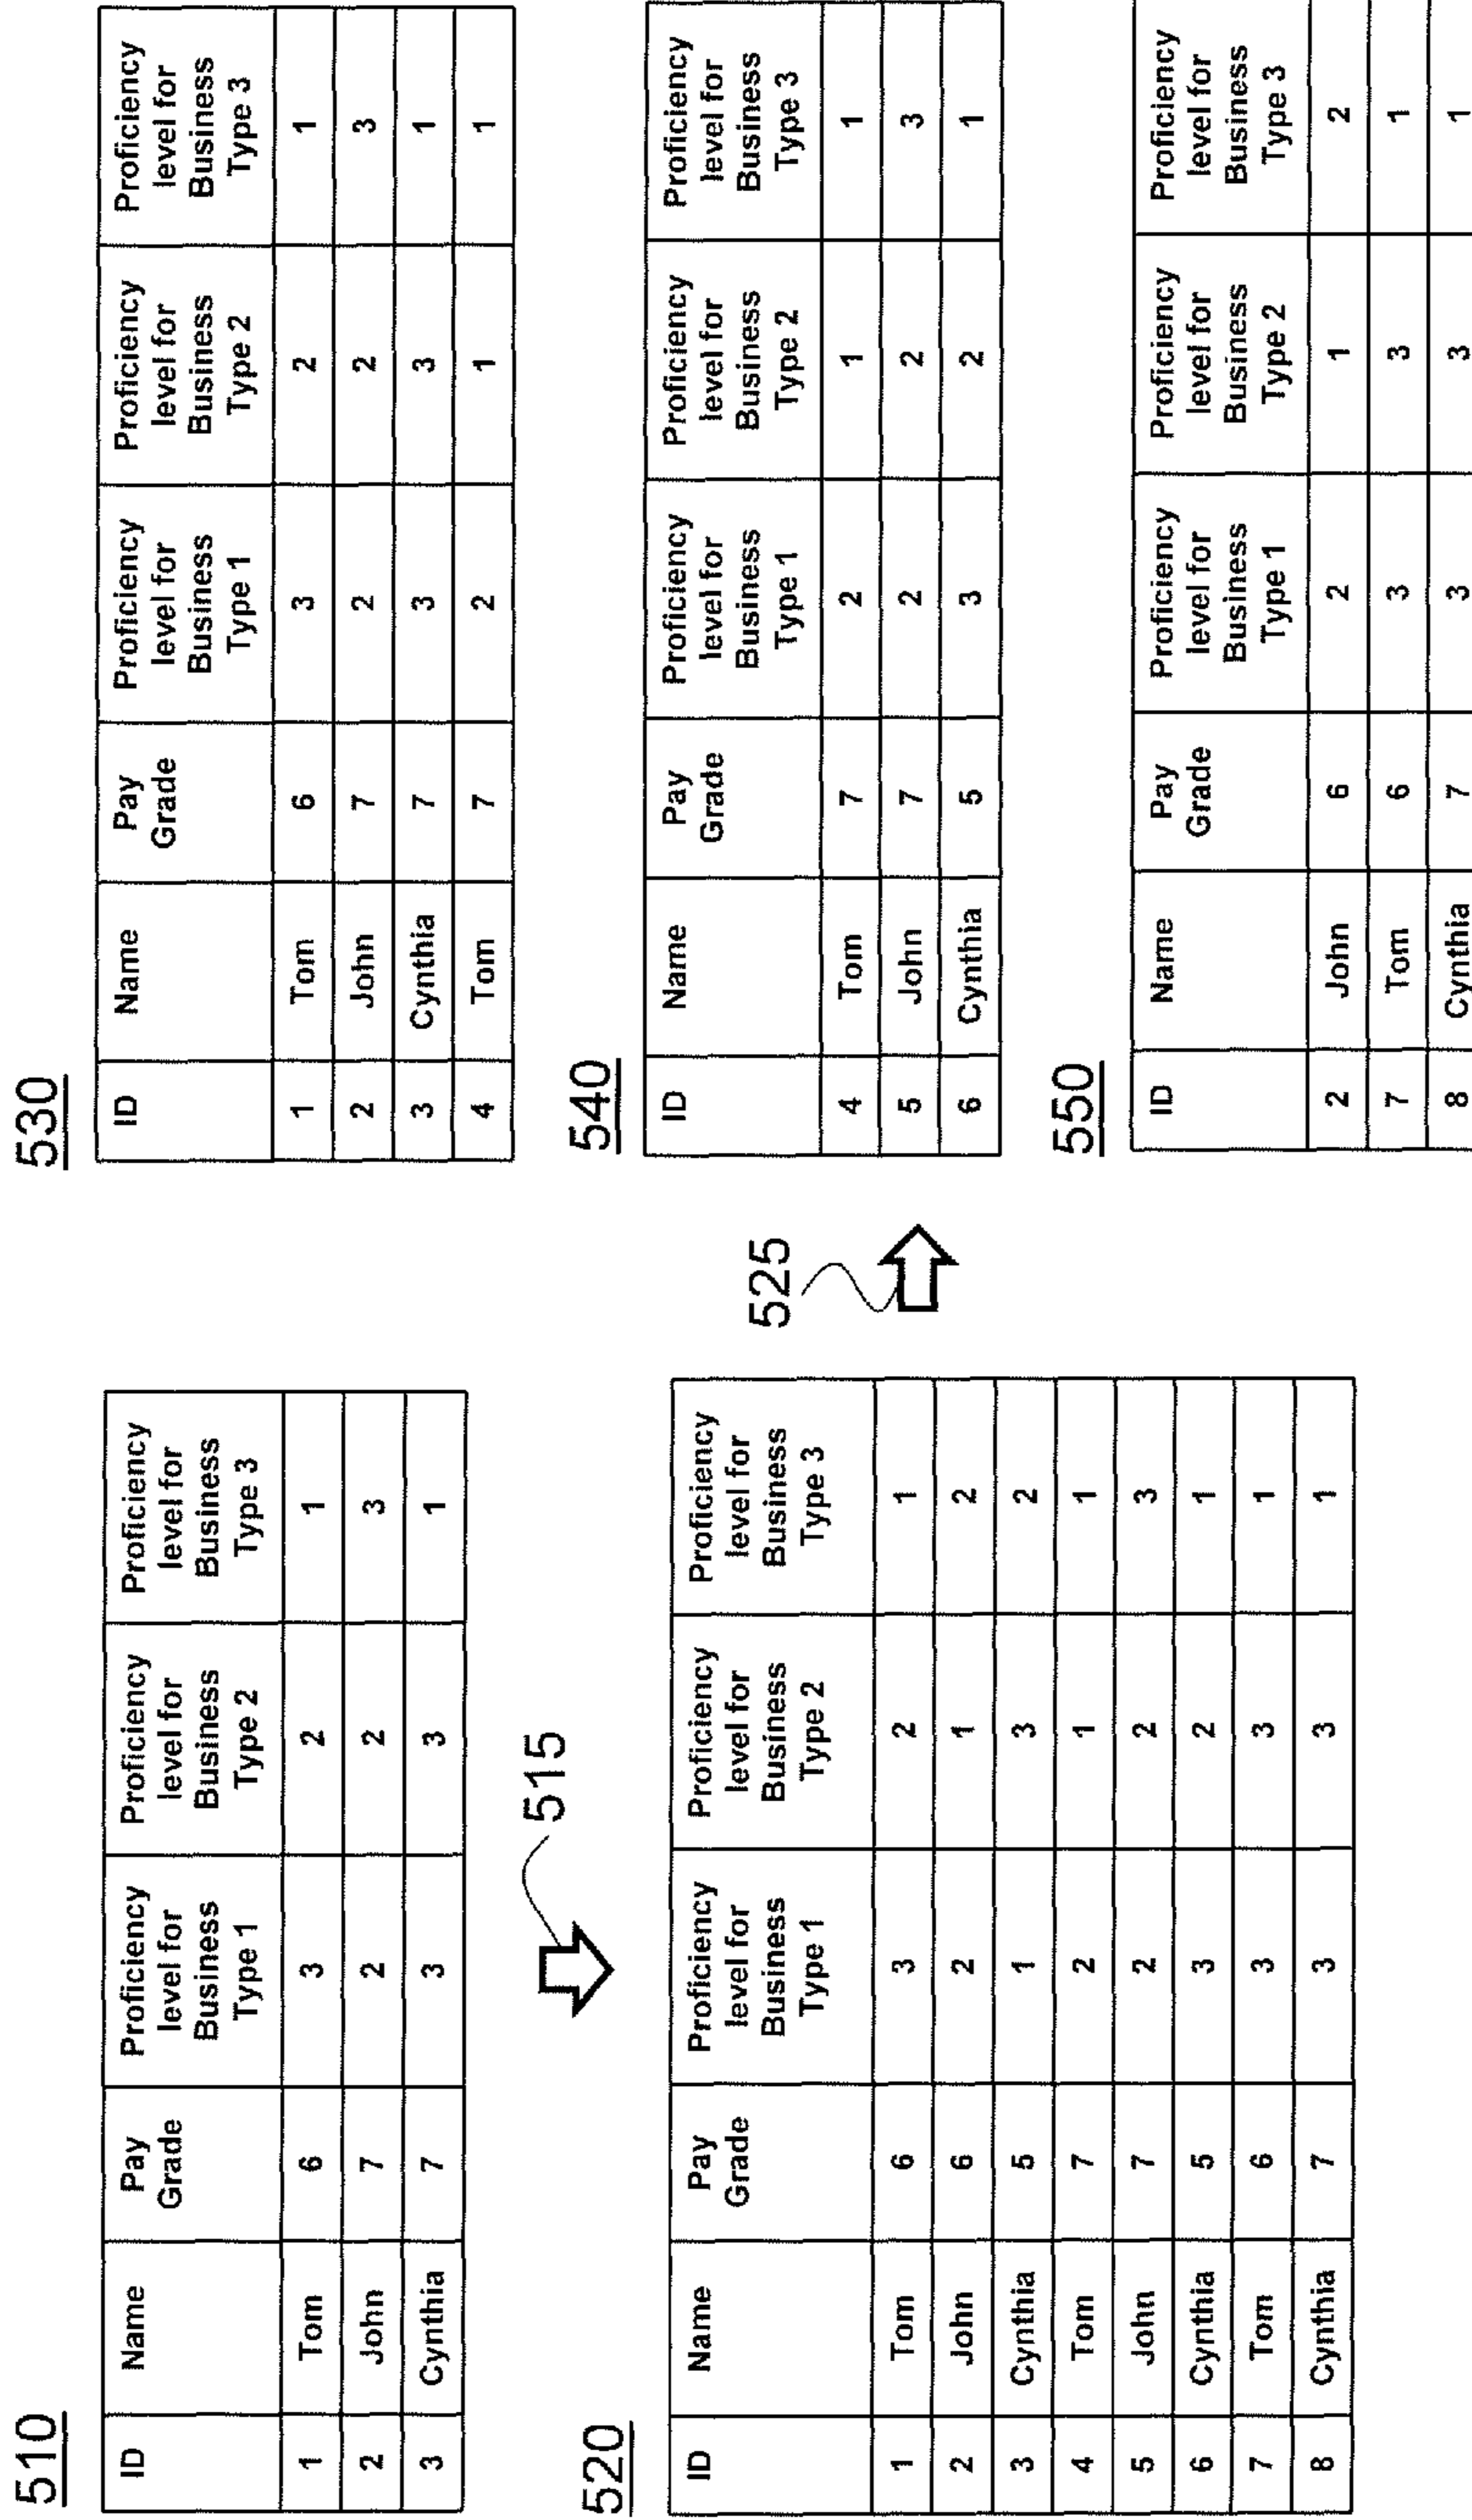 510
ID Name Pay Proficiency Proficiency Proficiency
Grade level for level for level for
Business Business Business
Type 1 Type 2 Type 3
1 Tom 6 3 2 1
2 John 7 2 2 3
3 Cynthia 7 3 3 1
515
520
ID Name Pay Proficiency Proficiency Proficiency
Grade level for level for level for
Business Business Business
Type 1 Type 2 Type 3
1 Tom 6 3 2 1
2 John 6 2 1 2
3 Cynthia 5 1 3 2
4 Tom 7 2 1 1
5 John 7 2 2 3
6 Cynthia 5 3 2 1
7 Tom 6 3 3 1
8 Cynthia 7 3 3 1
525
530
ID Name Pay Proficiency Proficiency Proficiency
Grade level for level for level for
Business Business Business
Type 1 Type 2 Type 3
1 Tom 6 3 2 1
2 John 7 2 2 3
3 Cynthia 7 3 3 1
4 Tom 7 2 1 1
540
ID Name Pay Proficiency Proficiency Proficiency
Grade level for level for level for
Business Business Business
Type 1 Type 2 Type 3
4 Tom 7 2 1 1
5 John 7 2 2 3
6 Cynthia 5 3 2 1
550
ID Name Pay Proficiency Proficiency Proficiency
Grade level for level for level for
Business Business Business
Type 1 Type 2 Type 3
2 John 6 2 1 2
7 Tom 6 3 3 1
8 Cynthia 7 3 3 1